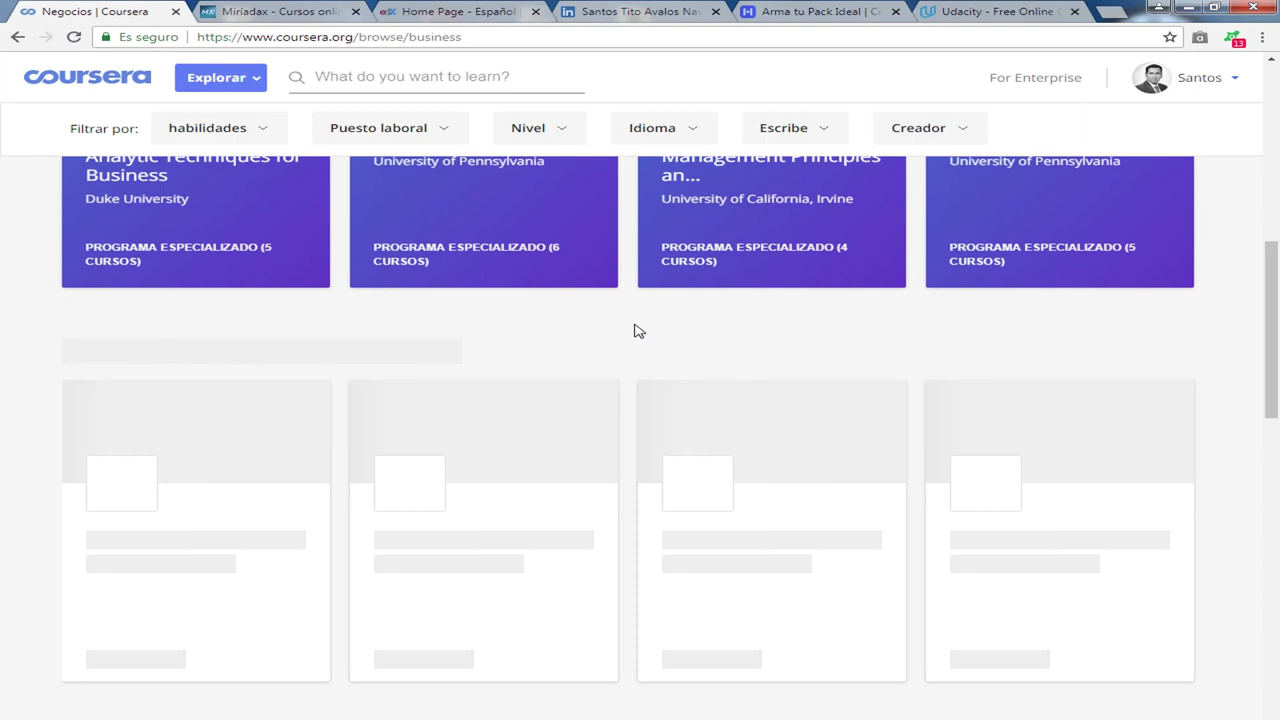 Negocios | Coursera
Miríadax - Cursos onli
Home Page - Español
Santos Tito Avalos Na
Arma tu Pack Ideal | C
Udacity - Free Online C
Es seguro
https://www.coursera.org/browse/business
13
coursera
Explorar
What do you want to learn?
For Enterprise
Santos
Filtrar por:
habilidades
Puesto laboral
Nivel
Idioma
Escribe
Creador
Analytic Techniques for
Business
Duke University
PROGRAMA ESPECIALIZADO (5
CURSOS)
University of Pennsylvania
PROGRAMA ESPECIALIZADO (6
CURSOS)
Management Principles
an...
University of California, Irvine
PROGRAMA ESPECIALIZADO (4
CURSOS)
University of Pennsylvania
PROGRAMA ESPECIALIZADO (5
CURSOS)